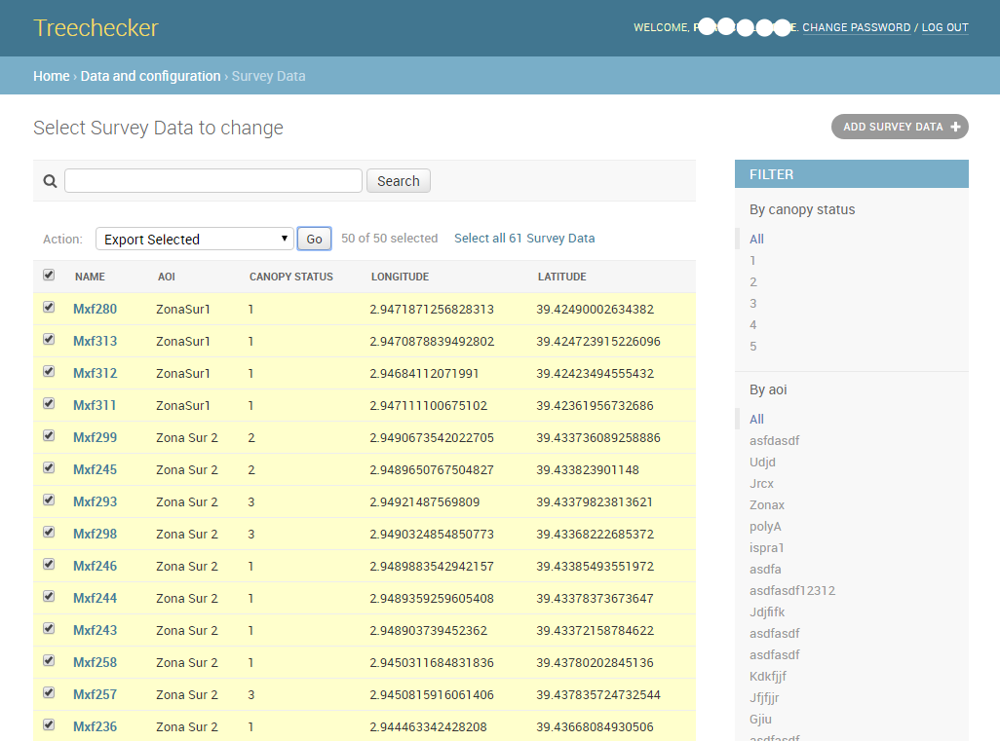 Treechecker
WELCOME, . CHANGE PASSWORD / LOG OUT
Home › Data and configuration › Survey Data
Select Survey Data to change
ADD SURVEY DATA +
Search
Action: Export Selected Go 50 of 50 selected Select all 61 Survey Data
NAME AOI CANOPY STATUS LONGITUDE LATITUDE
Mxf280 ZonaSur1 1 2.9471871256828313 39.42490002634382
Mxf313 ZonaSur1 1 2.9470878839492802 39.424723915226096
Mxf312 ZonaSur1 1 2.94684112071991 39.42423494555432
Mxf311 ZonaSur1 1 2.947111100675102 39.42361956732686
Mxf299 Zona Sur 2 2 2.9490673542022705 39.433736089258886
Mxf245 Zona Sur 2 2 2.9489650767504827 39.433823901148
Mxf293 Zona Sur 2 3 2.94921487569809 39.43379823813621
Mxf298 Zona Sur 2 3 2.9490324854850773 39.43368222685372
Mxf246 Zona Sur 2 1 2.9489883542942157 39.43385493551972
Mxf244 Zona Sur 2 1 2.9489359259605408 39.43378373673647
Mxf243 Zona Sur 2 1 2.948903739452362 39.43372158784622
Mxf258 Zona Sur 2 1 2.9450311684831836 39.43780202845136
Mxf257 Zona Sur 2 3 2.9450815916061406 39.437835724732544
Mxf236 Zona Sur 2 1 2.944463342428208 39.43668084930506
FILTER
By canopy status
All
1
2
3
4
5
By aoi
All
asfdasdf
Udjd
Jrcx
Zonax
polyA
ispra1
asdfa
asdfasdf12312
Jdjfifk
asdfasdf
asdfasdf
Kdkfjjf
Jfjfjjr
Gjiu
asdfasdf